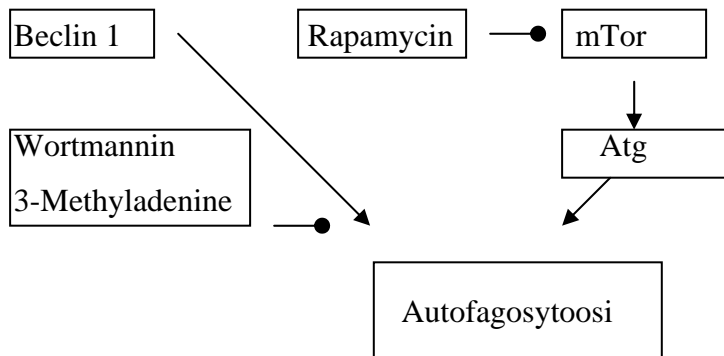 Beclin 1
Rapamycin
mTor
Wortmannin
3-Methyladenine
Atg
Autofagosytoosi